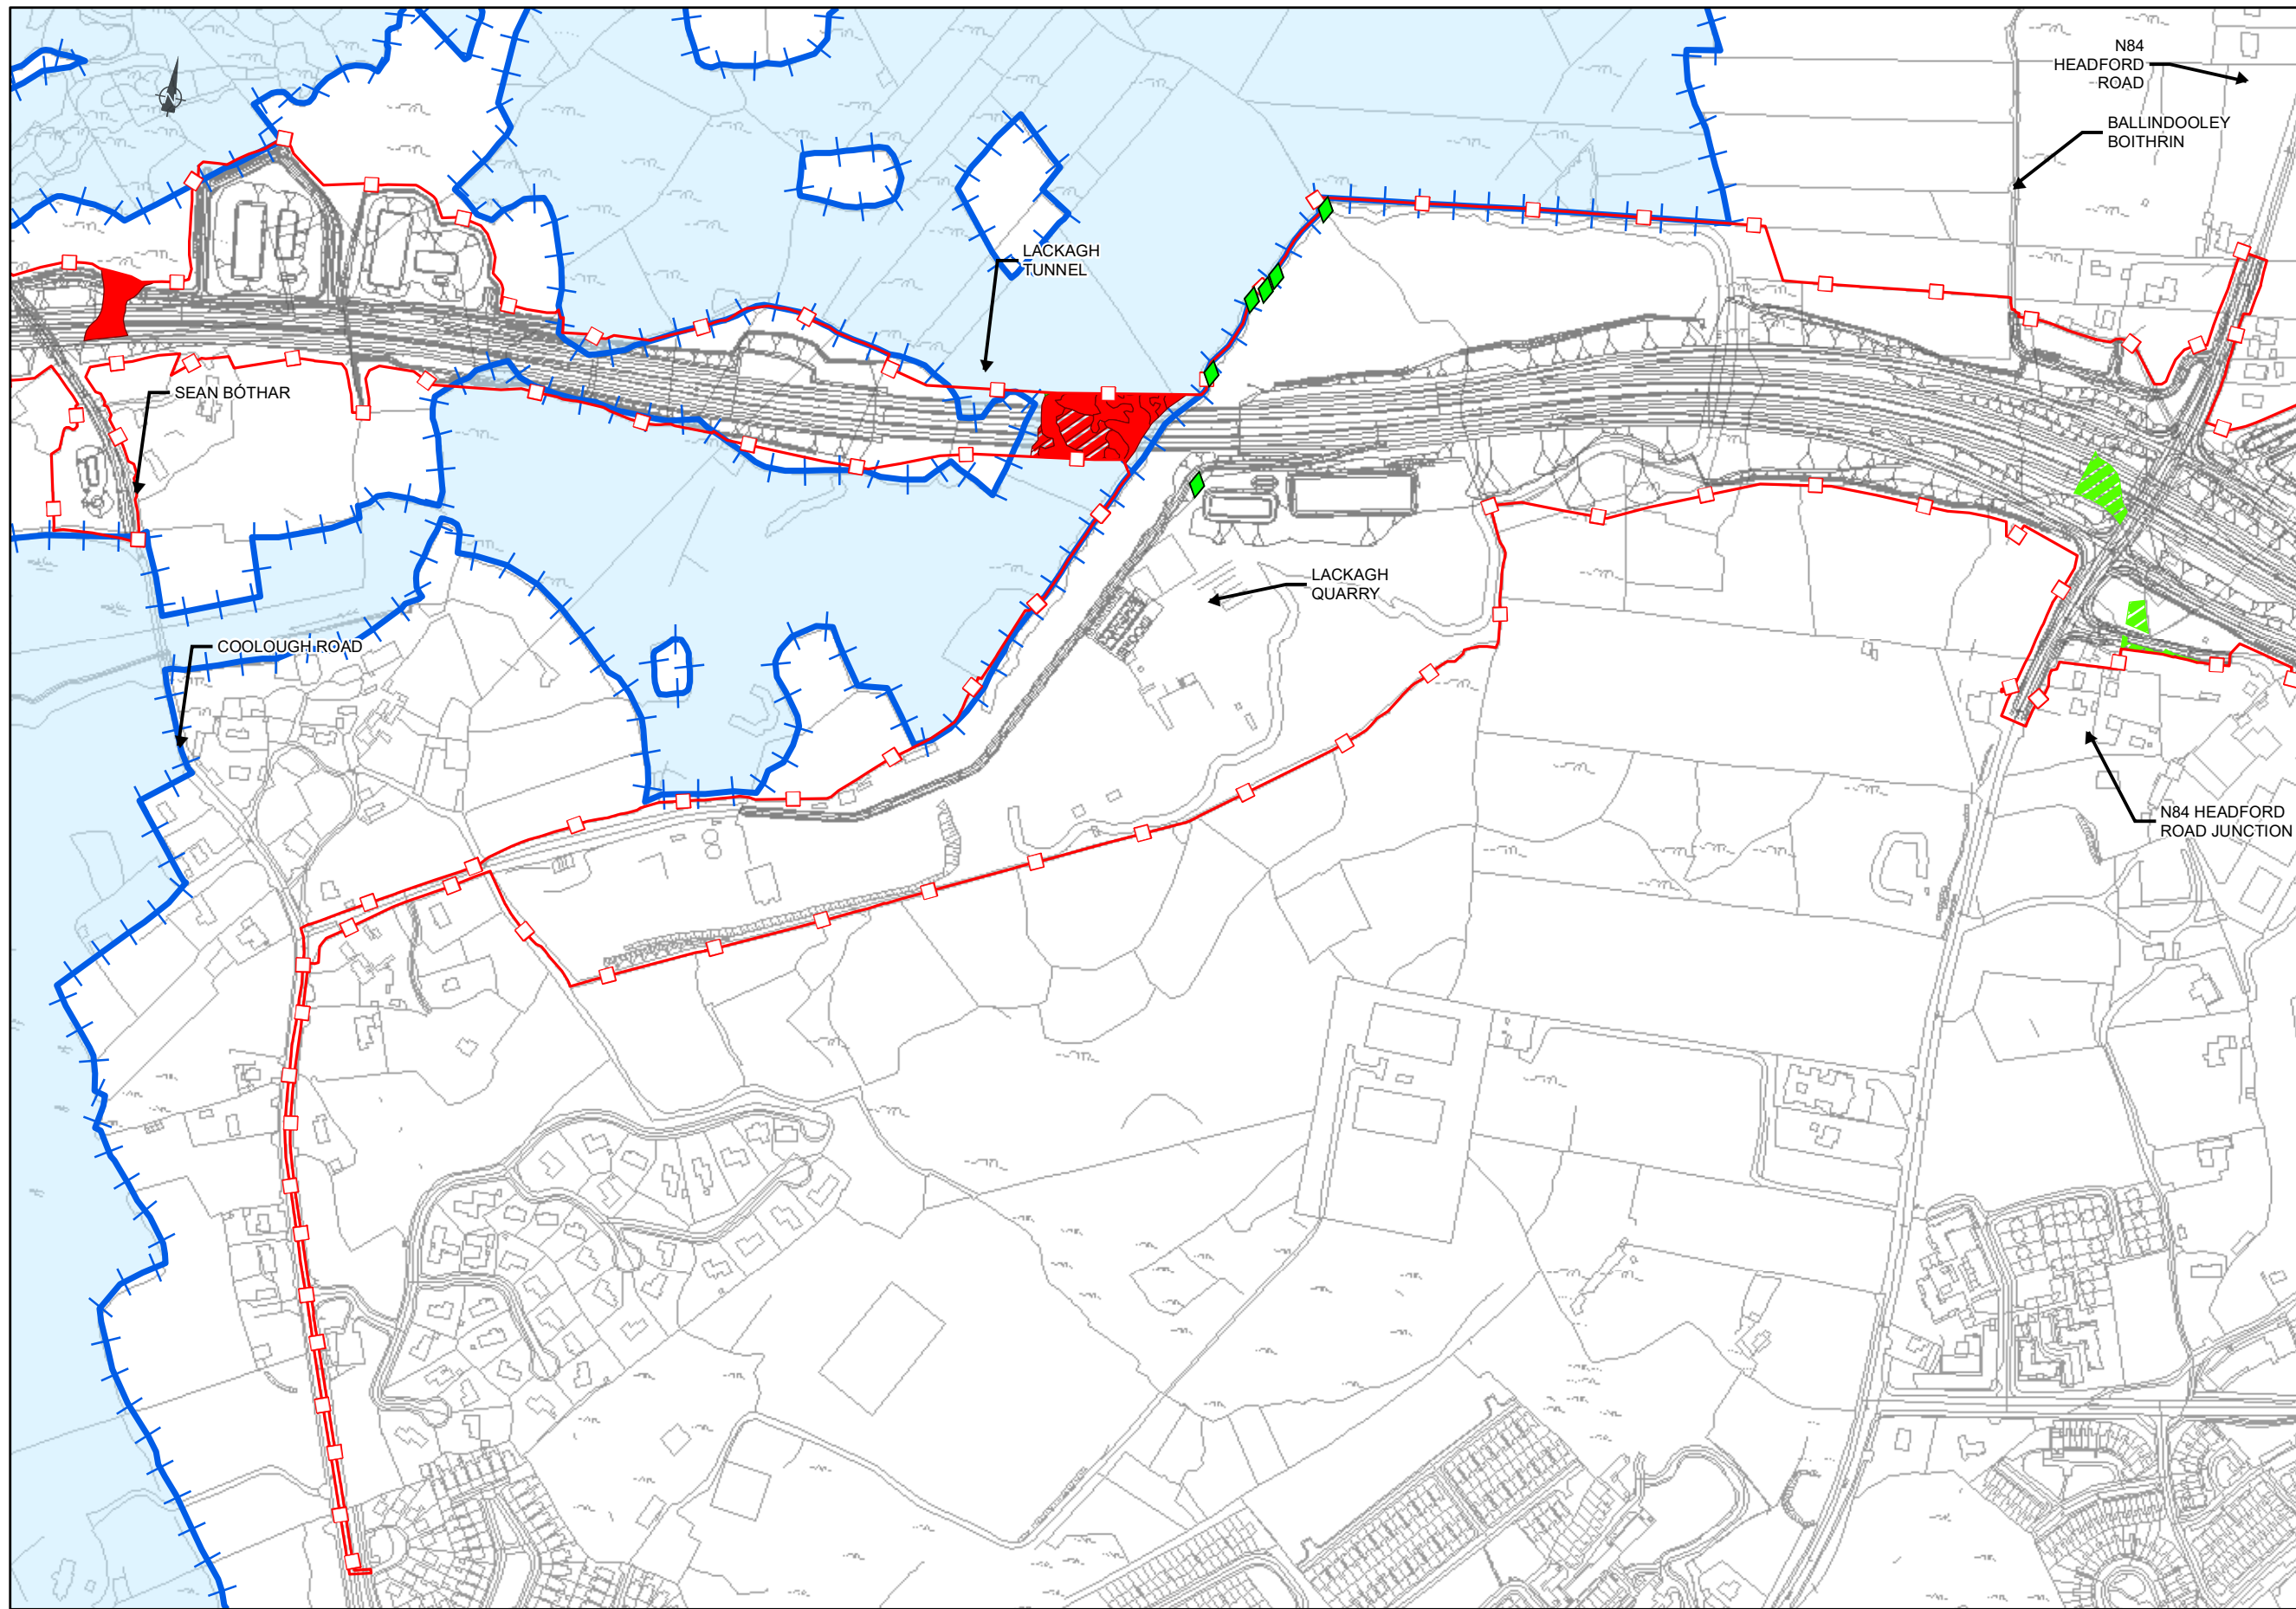 N84
HEADFORD
ROAD
BALLINDOOLEY
BOITHRIN
LACKAGH
TUNNEL
SEAN BÓTHAR
LACKAGH
QUARRY
COOLOUGH ROAD
N84 HEADFORD
ROAD JUNCTION